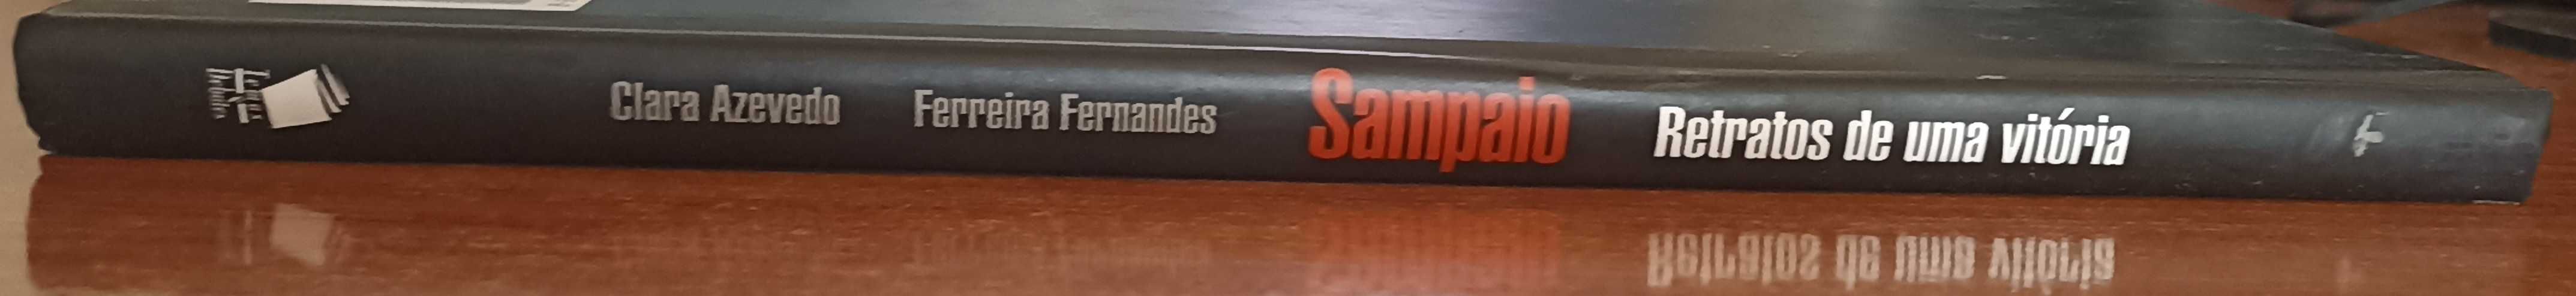 Clara Azevedo
Ferreira Fernandes
Sampaio
Retratos de uma vitória